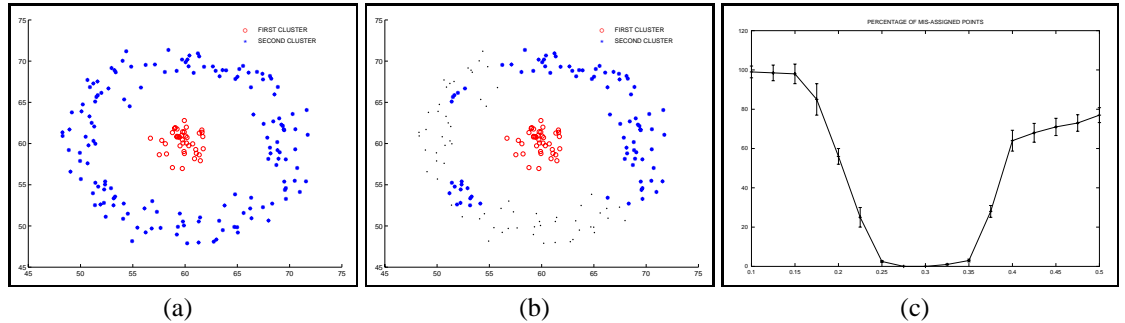 75
70
65
60
55
50
45
45 50 55 60 65 70 75
FIRST CLUSTER
SECOND CLUSTER
(a)
75
70
65
60
55
50
45
45 50 55 60 65 70 75
FIRST CLUSTER
SECOND CLUSTER
(b)
PERCENTAGE OF MIS-ASSIGNED POINTS
120
100
80
60
40
20
0
0.1 0.15 0.2 0.25 0.3 0.35 0.4 0.45 0.5
(c)